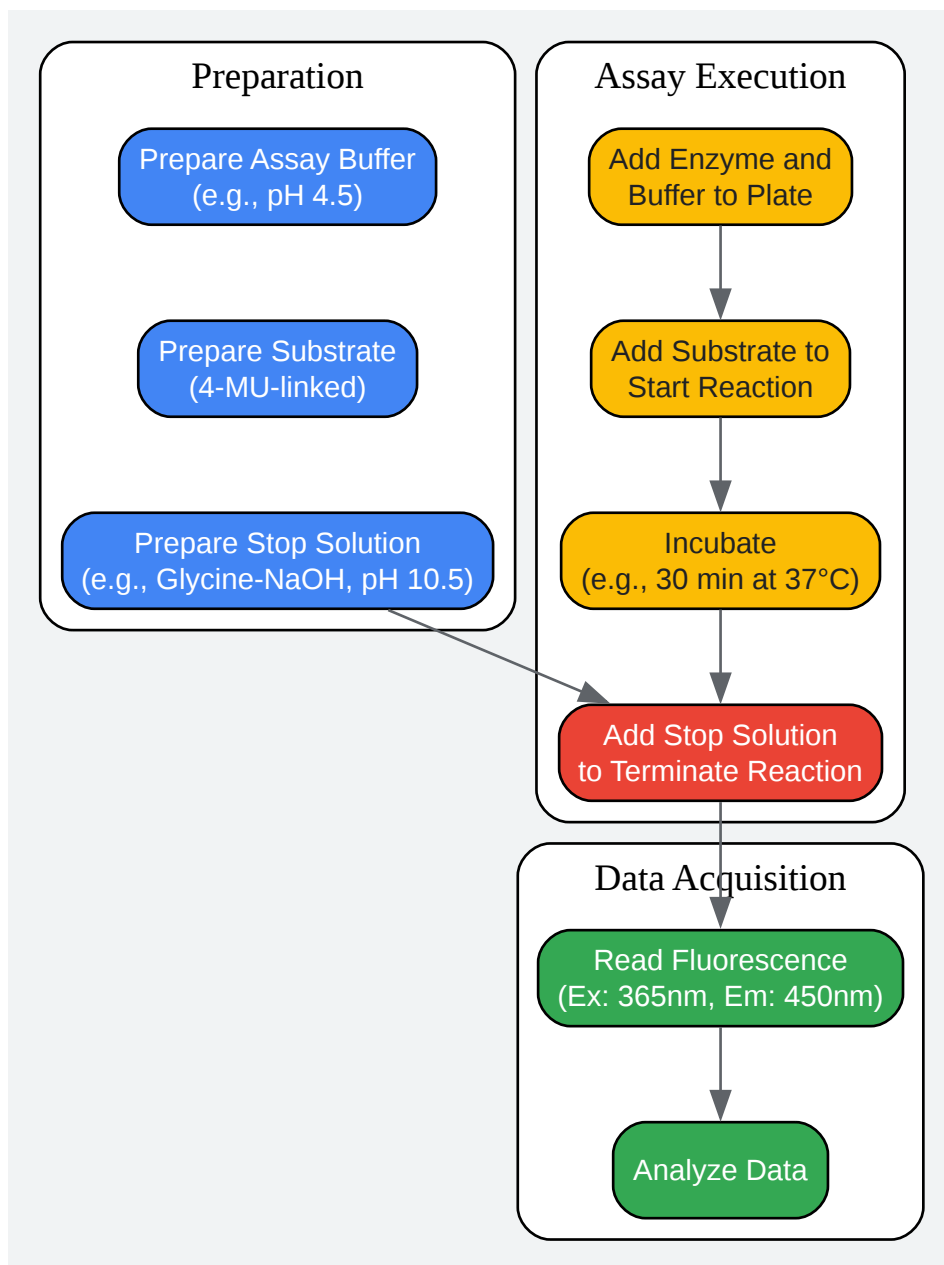 Preparation
Prepare Assay Buffer
(e.g., pH 4.5)
Prepare Substrate
(4-MU-linked)
Prepare Stop Solution
(e.g., Glycine-NaOH, pH 10.5)
Assay Execution
Add Enzyme and
Buffer to Plate
Add Substrate to
Start Reaction
Incubate
(e.g., 30 min at 37°C)
Add Stop Solution
to Terminate Reaction
Data Acquisition
Read Fluorescence
(Ex: 365nm, Em: 450nm)
Analyze Data